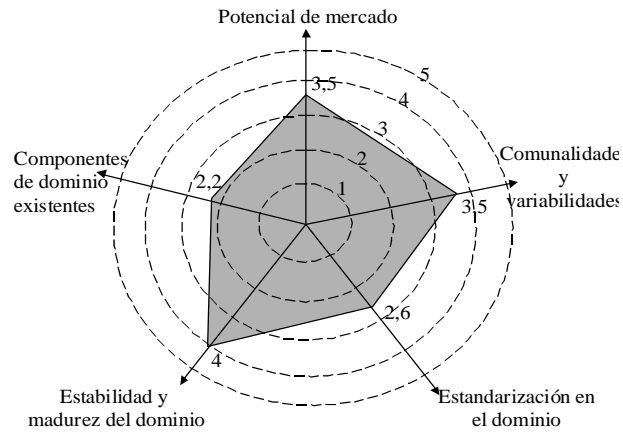 Potencial de mercado
5
3,5
4
3
Componentes
de dominio
existentes
2,2
2
1
Comunalidade
y
variabilidades
3,5
2,6
4
Estabilidad y
madurez del dominio
Estandarización en
el dominio